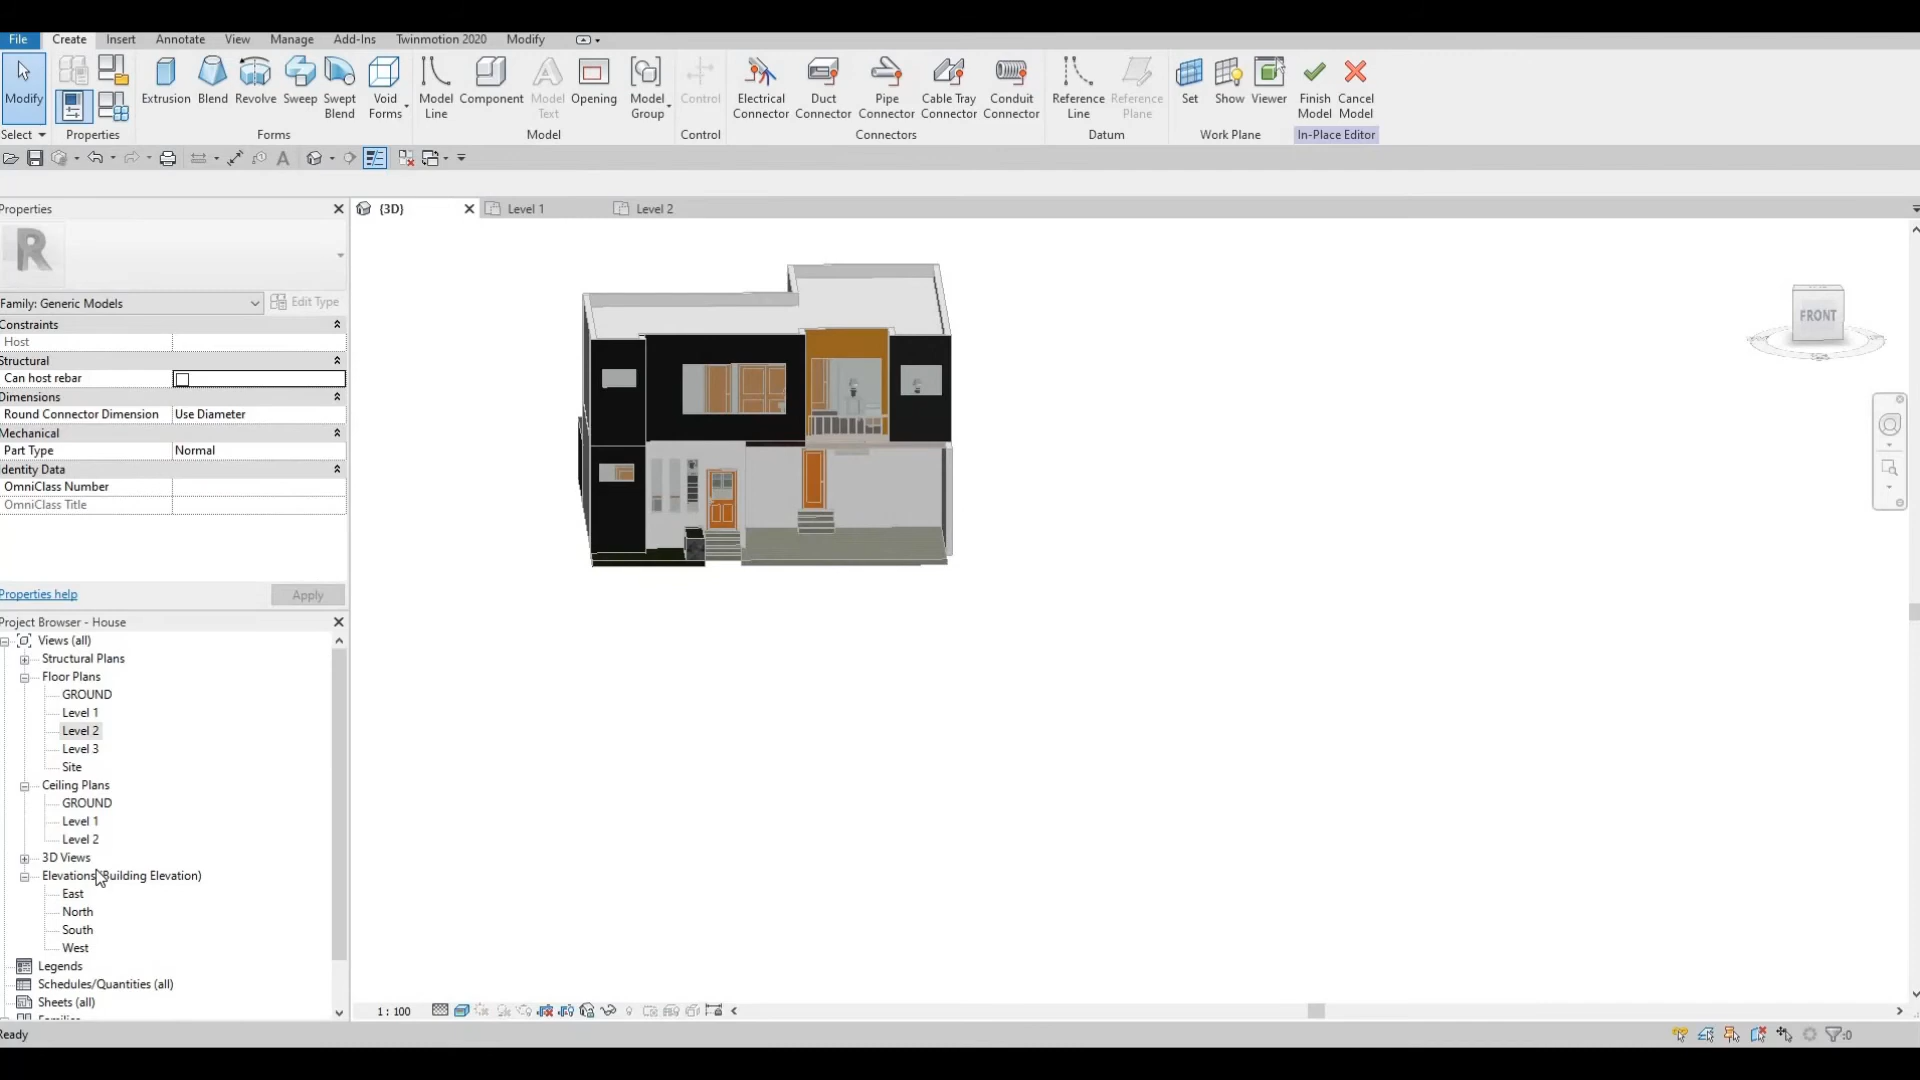 File Create Insert Annotate View Manage Add-Ins Twinmotion 2020 Modify
Modify Extrusion Blend Revolve Sweep Swept Blend Void Forms Model Line Component Model Text Opening Model Group Control Electrical Connector Duct Connector Pipe Connector Cable Tray Connector Conduit Connector Reference Line Reference Plane Set Show Viewer Finish Model Cancel Model
Select Properties Forms Model Control Connectors Datum Work Plane In-Place Editor
Properties {3D} Level 1 Level 2
R
Family: Generic Models Edit Type
Constraints
Host
Structural
Can host rebar
Dimensions
Round Connector Dimension Use Diameter
Mechanical
Part Type Normal
Identity Data
OmniClass Number
OmniClass Title
Properties help Apply
Project Browser - House
Views (all)
Structural Plans
Floor Plans
GROUND
Level 1
Level 2
Level 3
Site
Ceiling Plans
GROUND
Level 1
Level 2
3D Views
Elevations (Building Elevation)
East
North
South
West
Legends
Schedules/Quantities (all)
Sheets (all)
FRONT
1 : 100
Ready
:0